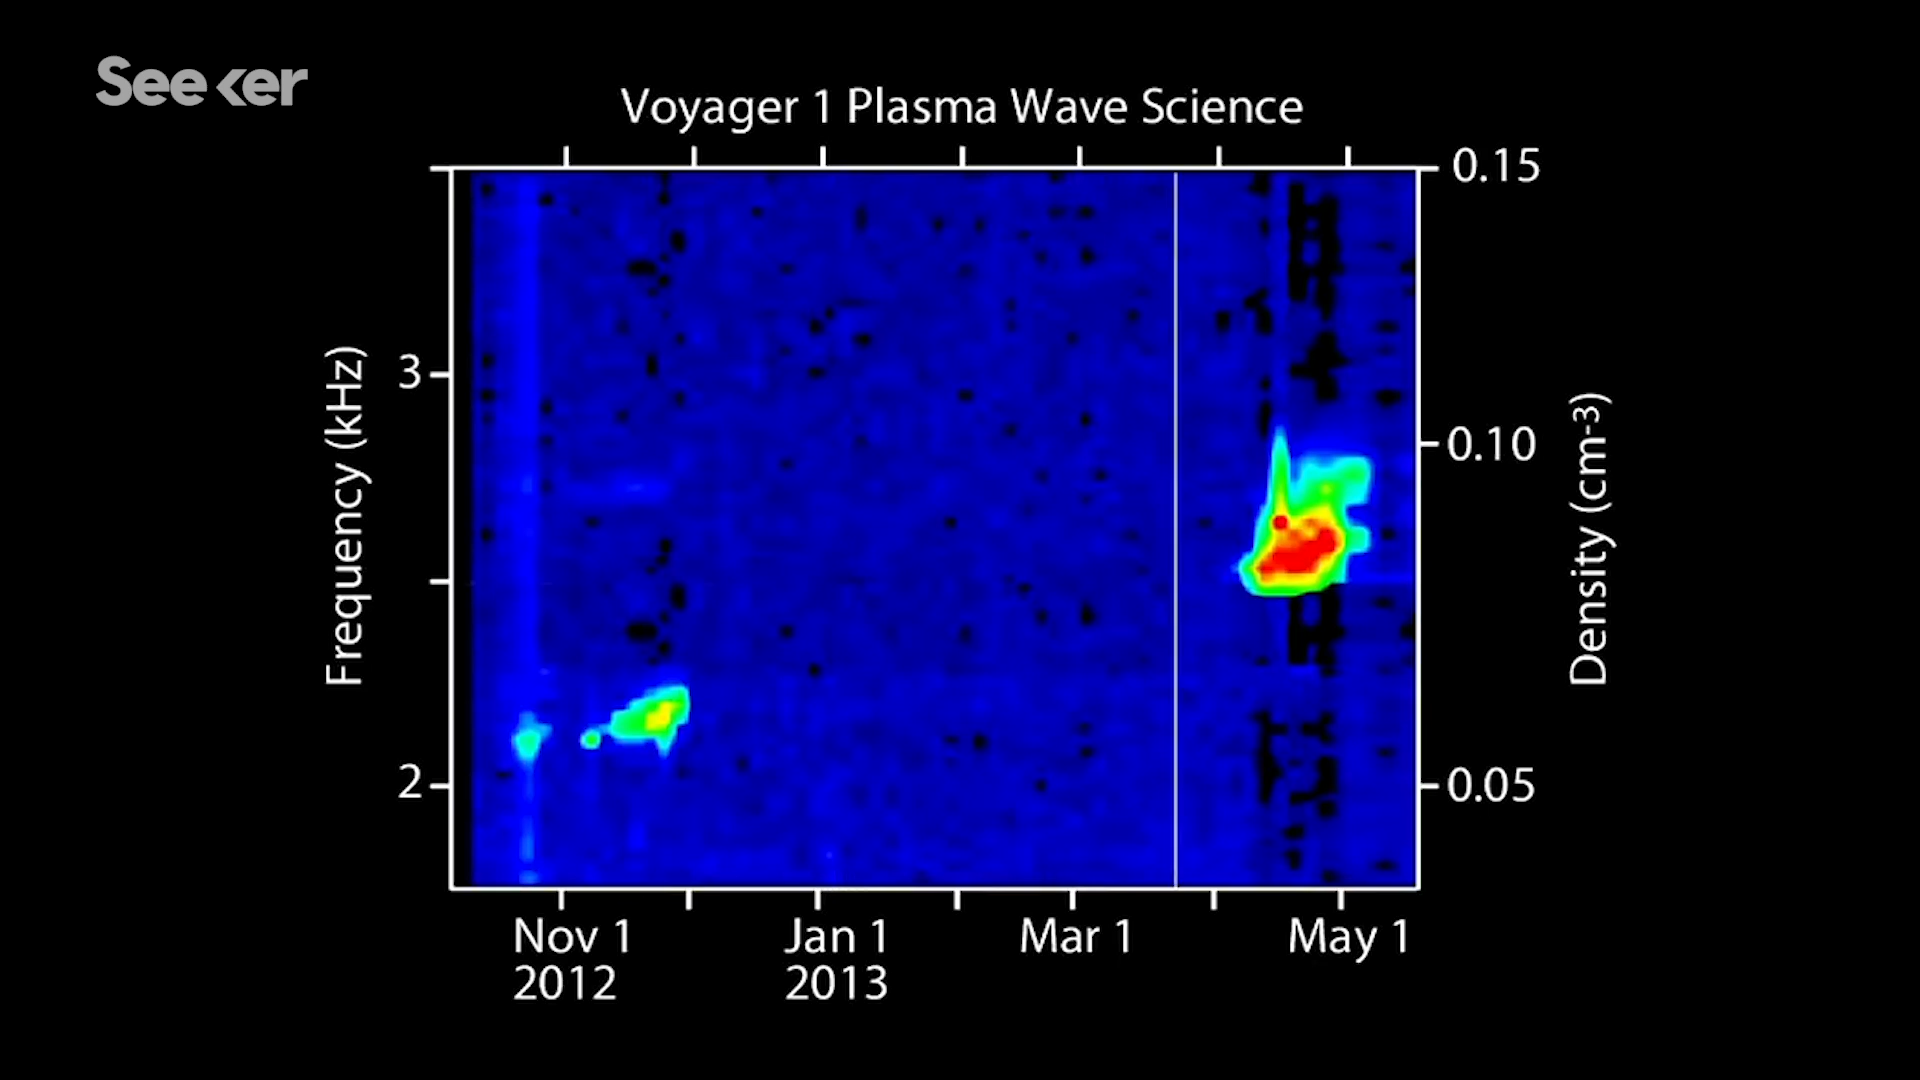 Seeker
Voyager 1 Plasma Wave Science
0.15
3
0.10
2
0.05
Frequency (kHz)
Density (cm-3)
Nov 1
2012
Jan 1
2013
Mar 1
May 1